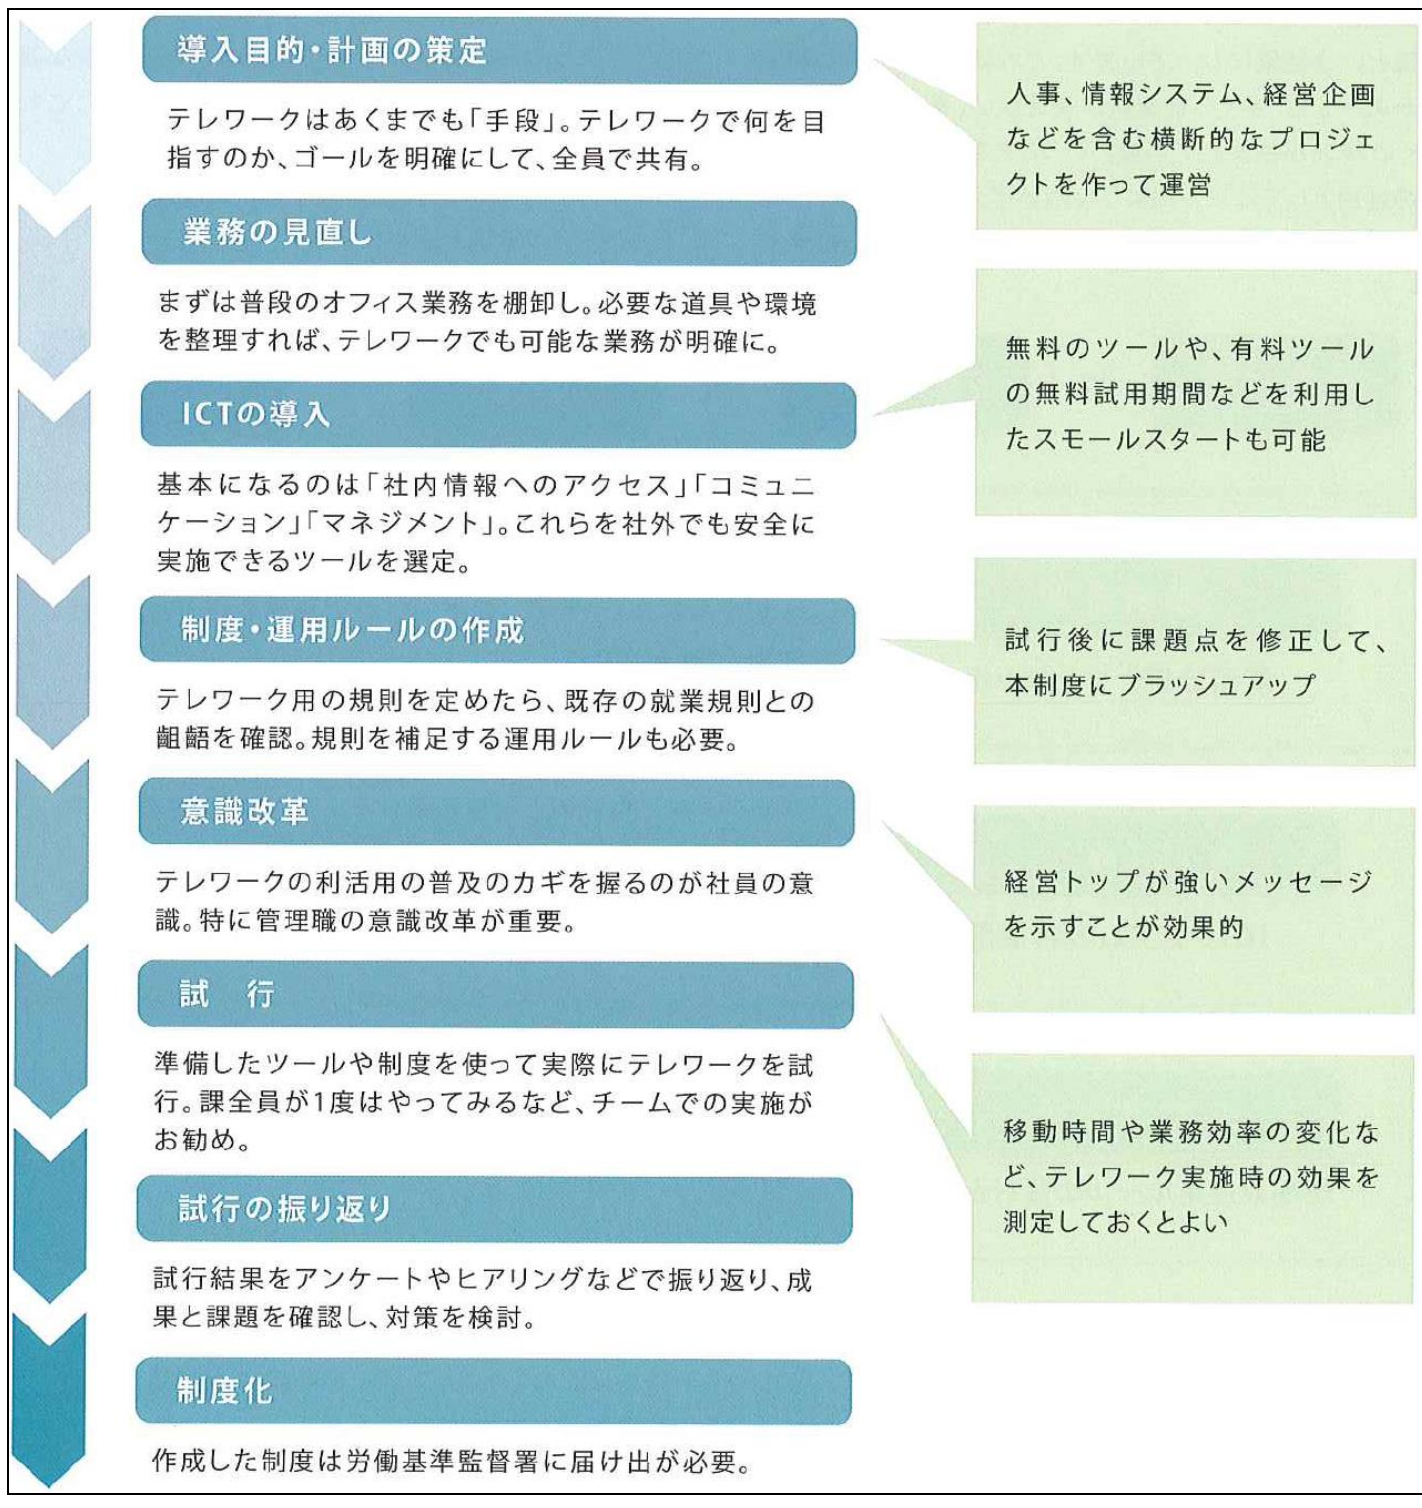 導入目的・計画の策定
テレワークはあくまでも「手段」。テレワークで何を目
指すのか、ゴールを明確にして、全員で共有。
人事、情報システム、経営企画
などを含む横断的なプロジェ
クトを作って運営
業務の見直し
まずは普段のオフィス業務を棚卸し。必要な道具や環境
を整理すれば、テレワークでも可能な業務が明確に。
ICTの導入
基本になるのは「社内情報へのアクセス」「コミュニ
ケーション」「マネジメント」。これらを社外でも安全に
実施できるツールを選定。
無料のツールや、有料ツール
の無料試用期間などを利用し
たスモールスタートも可能
制度・運用ルールの作成
テレワーク用の規則を定めたら、既存の就業規則との
齟齬を確認。規則を補足する運用ルールも必要。
試行後に課題点を修正して、
本制度にブラッシュアップ
意識改革
テレワークの利活用の普及のカギを握るのが社員の意
識。特に管理職の意識改革が重要。
経営トップが強いメッセージ
を示すことが効果的
試　行
準備したツールや制度を使って実際にテレワークを試
行。課全員が1度はやってみるなど、チームでの実施が
お勧め。
移動時間や業務効率の変化な
ど、テレワーク実施時の効果を
測定しておくとよい
試行の振り返り
試行結果をアンケートやヒアリングなどで振り返り、成
果と課題を確認し、対策を検討。
制度化
作成した制度は労働基準監督署に届け出が必要。